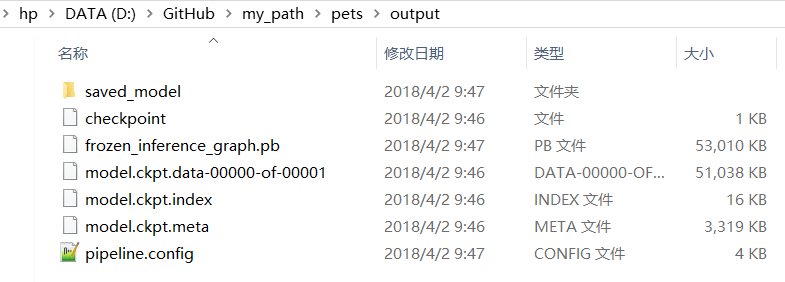 hp > DATA (D:) > GitHub > my_path > pets > output
名称 修改日期 类型 大小
saved_model 2018/4/2 9:47 文件夹
checkpoint 2018/4/2 9:46 文件 1 KB
frozen_inference_graph.pb 2018/4/2 9:47 PB 文件 53,010 KB
model.ckpt.data-00000-of-00001 2018/4/2 9:46 DATA-00000-OF... 51,038 KB
model.ckpt.index 2018/4/2 9:46 INDEX 文件 16 KB
model.ckpt.meta 2018/4/2 9:46 META 文件 3,319 KB
pipeline.config 2018/4/2 9:47 CONFIG 文件 4 KB